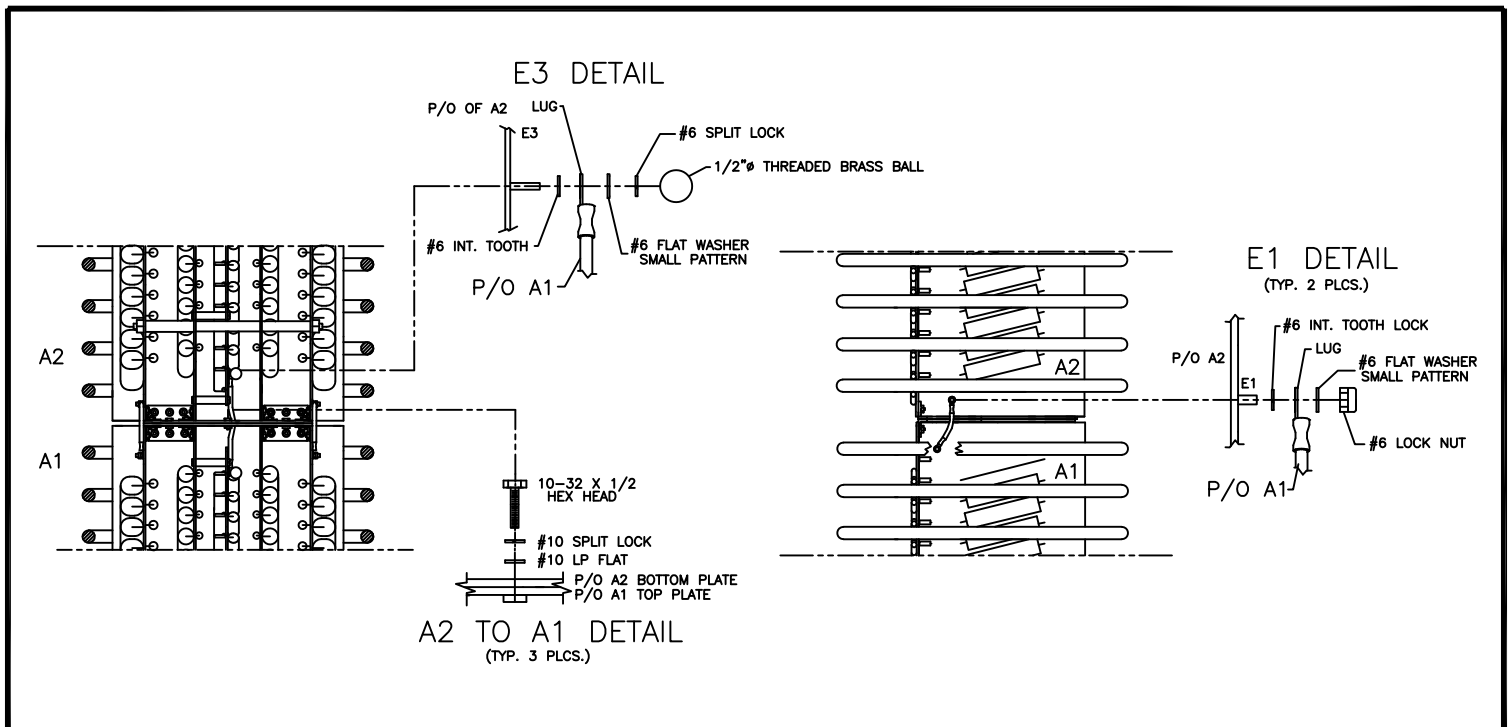 E3 DETAIL
P/O OF A2
LUG
E3
#6 SPLIT LOCK
1/2"ø THREADED BRASS BALL
#6 INT. TOOTH
#6 FLAT WASHER
SMALL PATTERN
P/O A1
A2
A1
10-32 X 1/2
HEX HEAD
#10 SPLIT LOCK
#10 LP FLAT
P/O A2 BOTTOM PLATE
P/O A1 TOP PLATE
A2 TO A1 DETAIL
(TYP. 3 PLCS.)
A2
A1
E1 DETAIL
(TYP. 2 PLCS.)
#6 INT. TOOTH LOCK
LUG
P/O A2
#6 FLAT WASHER
SMALL PATTERN
E1
#6 LOCK NUT
P/O A1